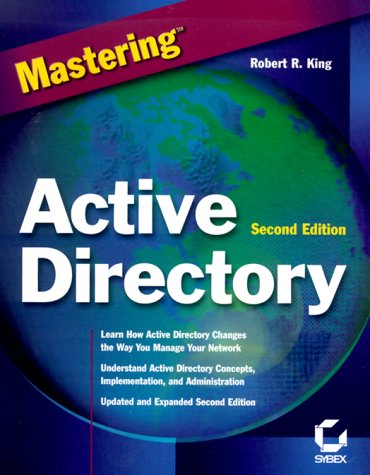 Mastering™
Robert R. King
Active
Second Edition
Directory
Learn How Active Directory Changes
the Way You Manage Your Network
Understand Active Directory Concepts,
Implementation, and Administration
Updated and Expanded Second Edition
SYBEX